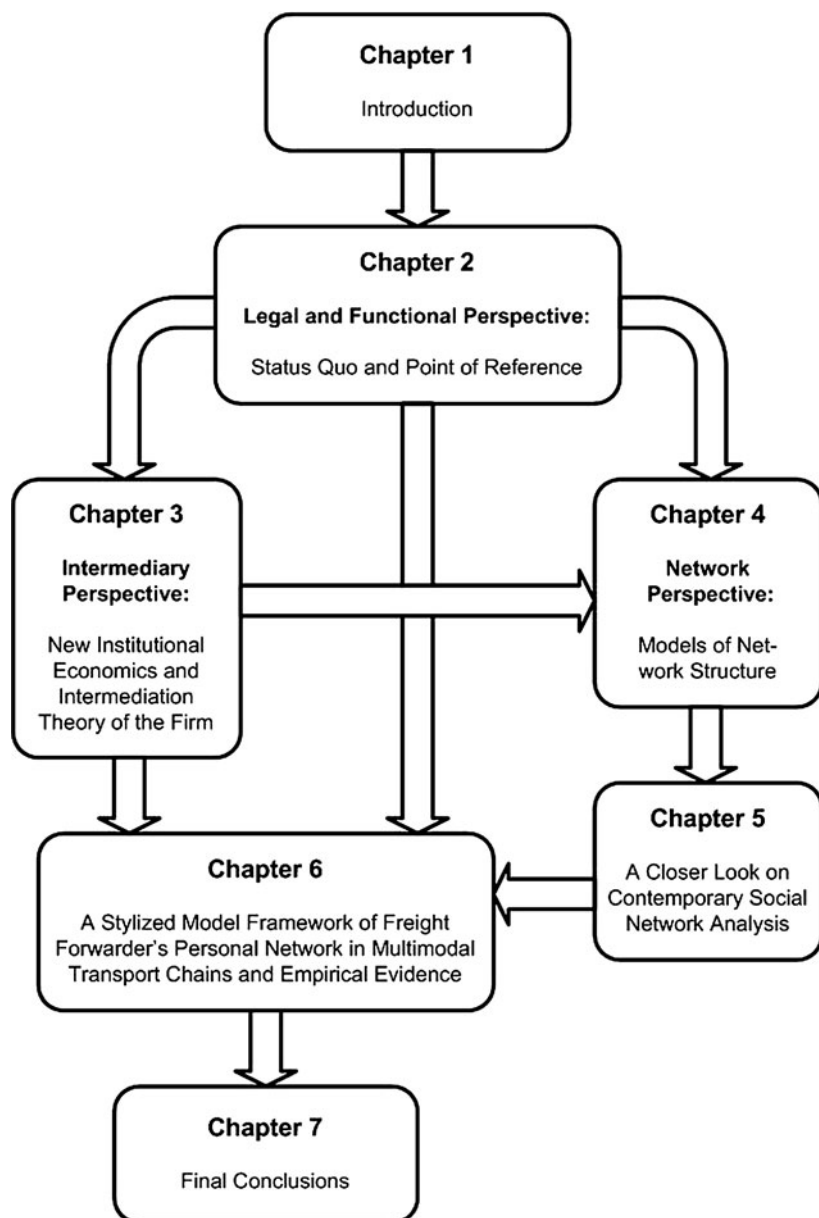 Chapter 1
Introduction
Chapter 2
Legal and Functional Perspective:
Status Quo and Point of Reference
Chapter 3
Intermediary
Perspective:
New Institutional
Economics and
Intermediation
Theory of the Firm
Chapter 4
Network
Perspective:
Models of Net-
work Structure
Chapter 5
A Closer Look on
Contemporary Social
Network Analysis
Chapter 6
A Stylized Model Framework of Freight
Forwarder's Personal Network in Multimodal
Transport Chains and Empirical Evidence
Chapter 7
Final Conclusions